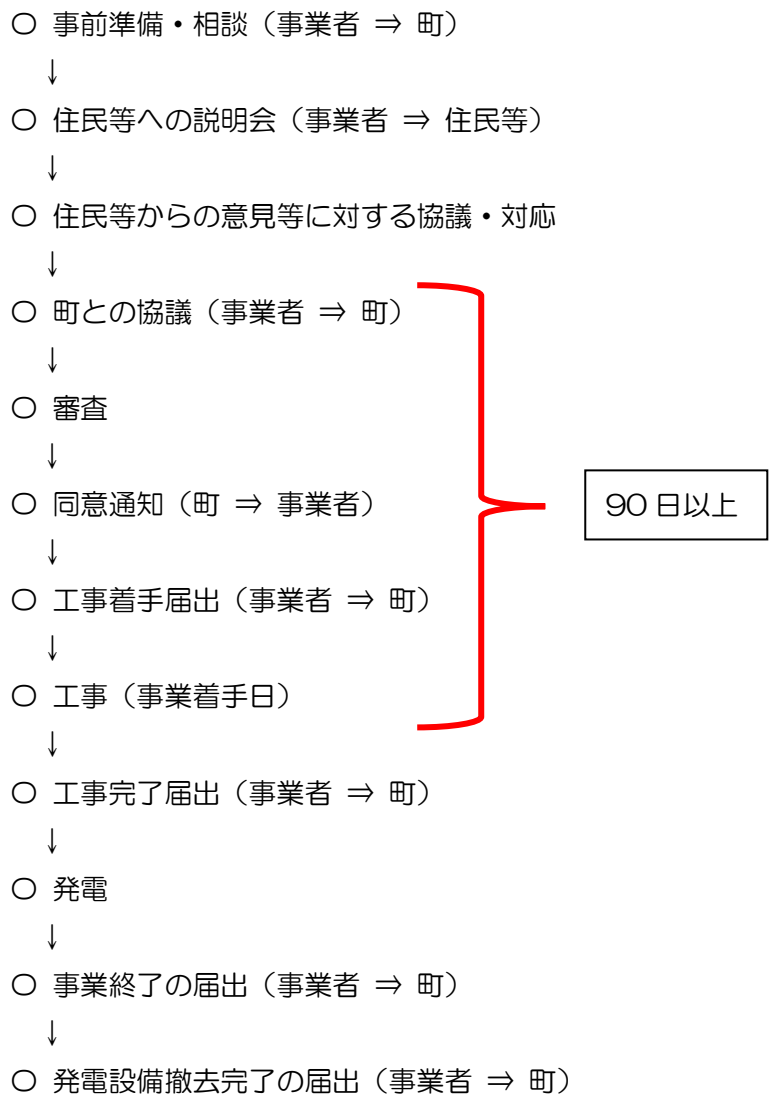 〇 事前準備・相談（事業者 ⇒ 町）
↓
〇 住民等への説明会（事業者 ⇒ 住民等）
↓
〇 住民等からの意見等に対する協議・対応
↓
〇 町との協議（事業者 ⇒ 町）
↓
〇 審査
↓
〇 同意通知（町 ⇒ 事業者）
90 日以上
↓
〇 工事着手届出（事業者 ⇒ 町）
↓
〇 工事（事業着手日）
↓
〇 工事完了届出（事業者 ⇒ 町）
↓
〇 発電
↓
〇 事業終了の届出（事業者 ⇒ 町）
↓
〇 発電設備撤去完了の届出（事業者 ⇒ 町）